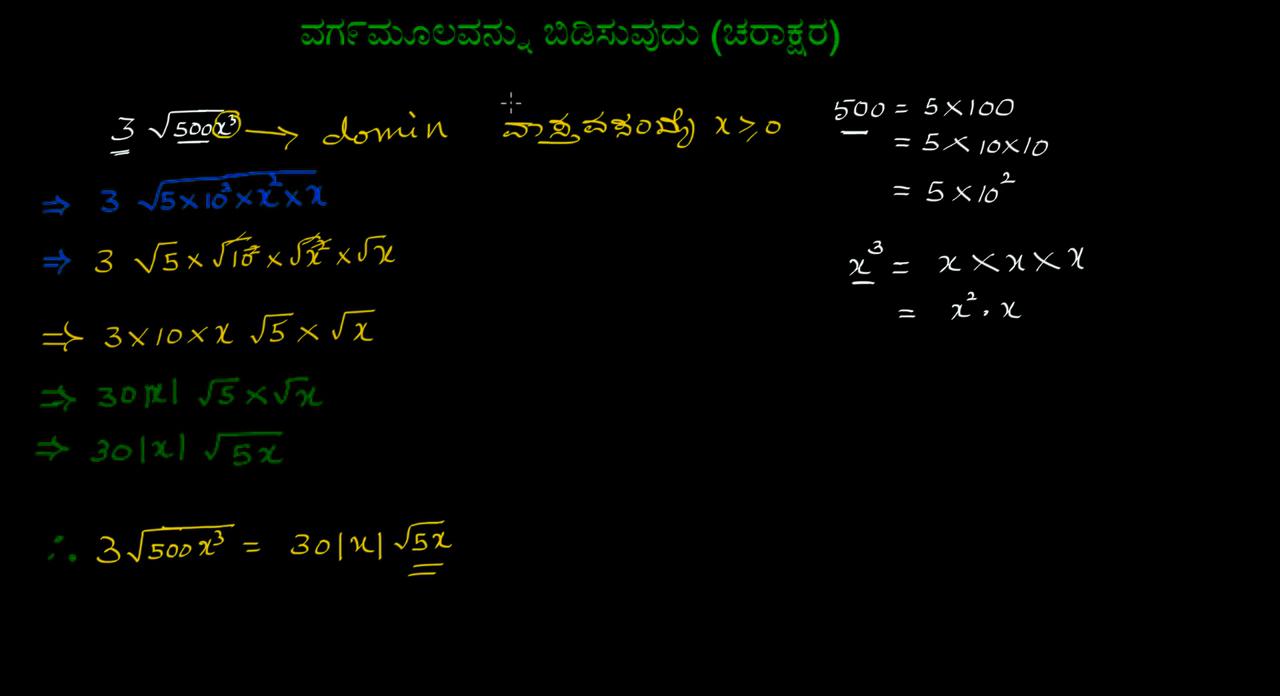 ವರ್ಗಮೂಲವನ್ನು ಬಿಡಿಸುವುದು (ಚರಾಕ್ಷರ)
3 √500x³ → domin ವಾಸ್ತವಸಂಖ್ಯೆ x ≥ 0
⇒ 3 √5×10²×x²×x
⇒ 3 √5 × √10² × √x² × √x
⇒ 3×10×x √5 × √x
⇒ 30|x| √5 × √x
⇒ 30|x| √5x
∴ 3√500x³ = 30|x| √5x
500 = 5×100
= 5×10×10
= 5×10²
x³ = x × x × x
= x² . x